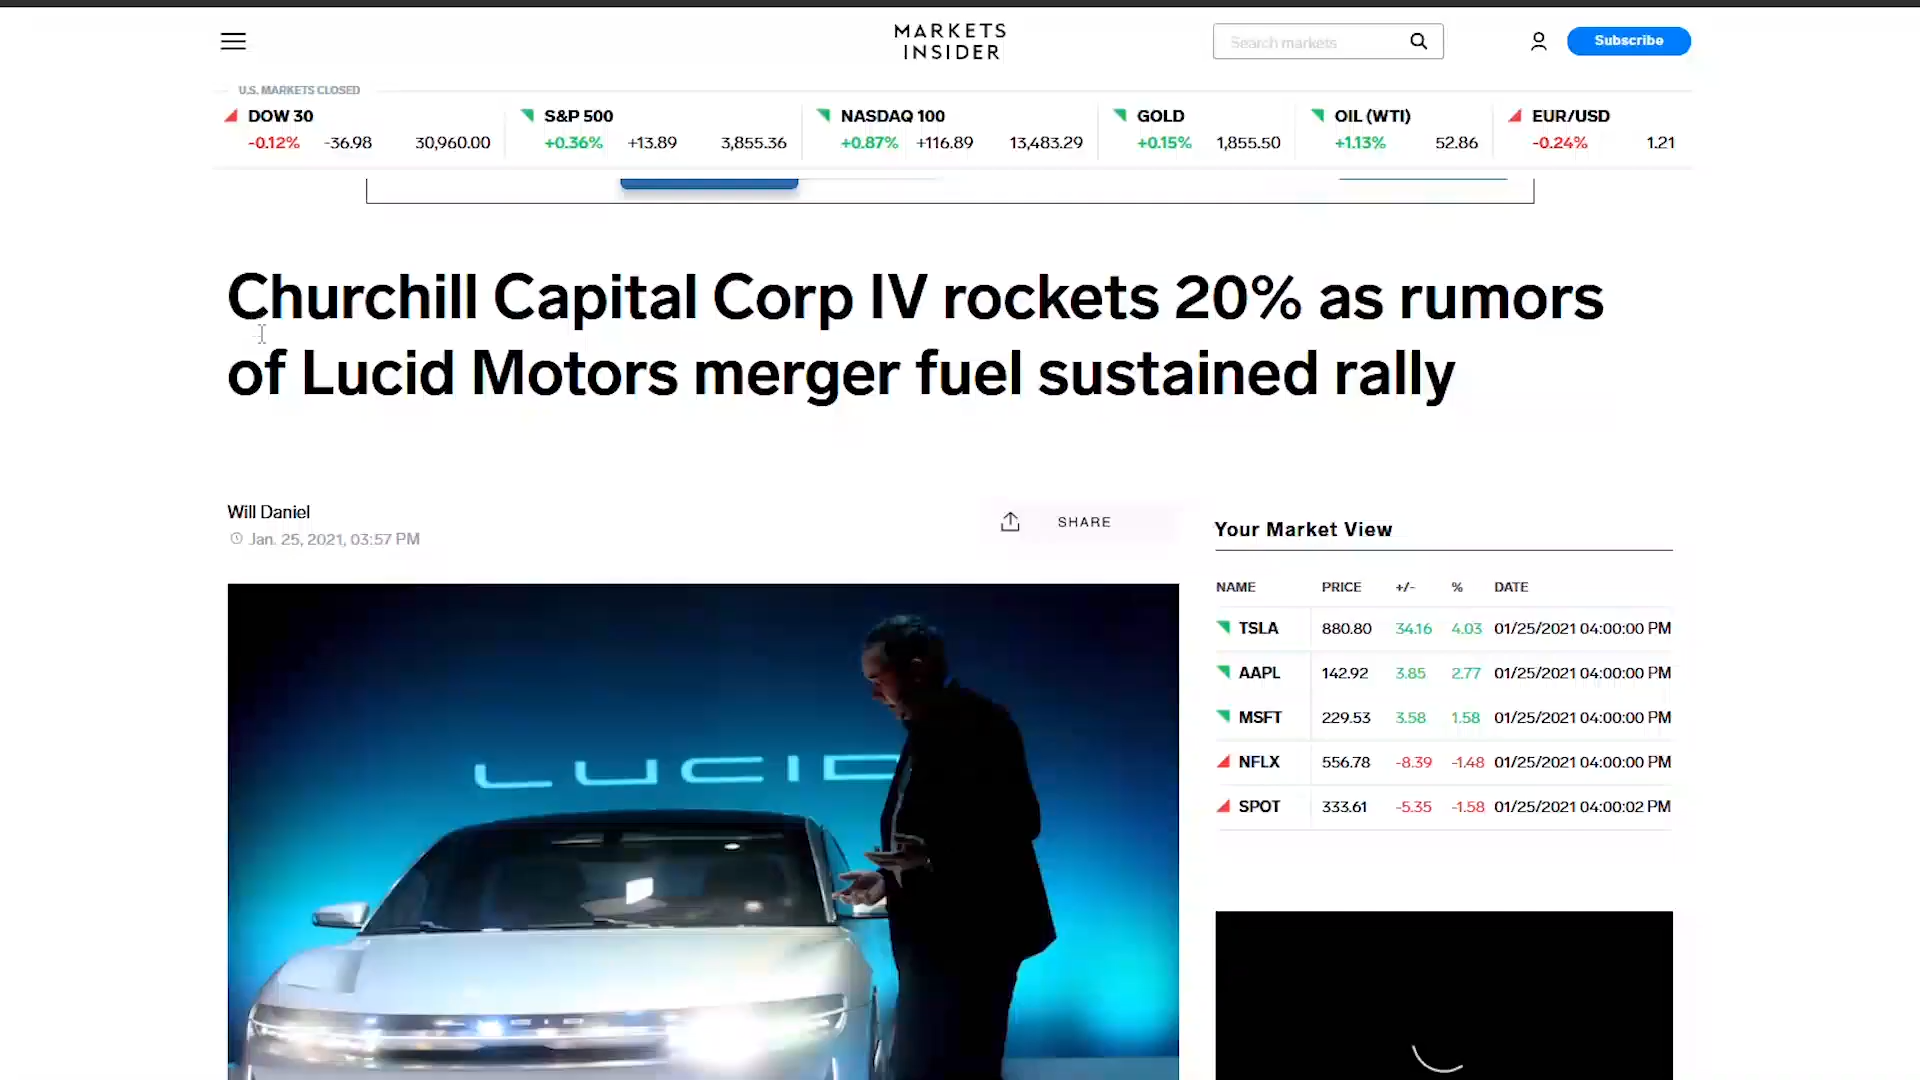 MARKETS
INSIDER
Search markets
Subscribe
U.S. MARKETS CLOSED
DOW 30
-0.12% -36.98 30,960.00
S&P 500
+0.36% +13.89 3,855.36
NASDAQ 100
+0.87% +116.89 13,483.29
GOLD
+0.15% 1,855.50
OIL (WTI)
+1.13% 52.86
EUR/USD
-0.24% 1.21
Churchill Capital Corp IV rockets 20% as rumors
of Lucid Motors merger fuel sustained rally
Will Daniel
Jan. 25, 2021, 03:57 PM
SHARE
LUCID
Your Market View
NAME PRICE +/- % DATE
TSLA 880.80 34.16 4.03 01/25/2021 04:00:00 PM
AAPL 142.92 3.85 2.77 01/25/2021 04:00:00 PM
MSFT 229.53 3.58 1.58 01/25/2021 04:00:00 PM
NFLX 556.78 -8.39 -1.48 01/25/2021 04:00:00 PM
SPOT 333.61 -5.35 -1.58 01/25/2021 04:00:02 PM